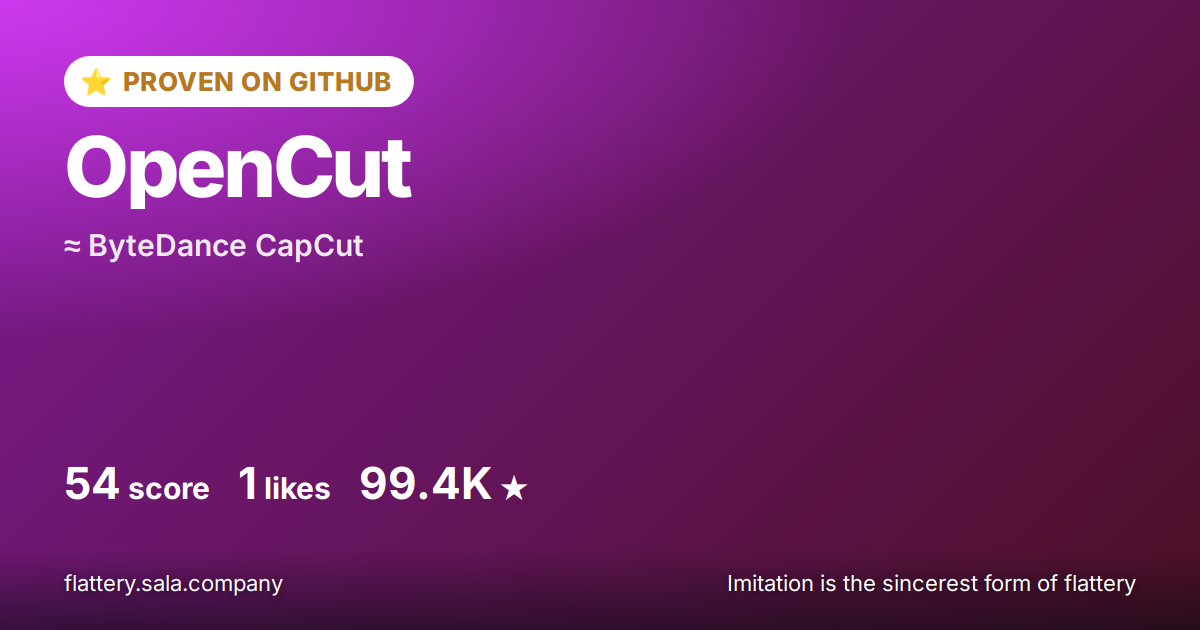 ⭐ PROVEN ON GITHUB
OpenCut
≈ ByteDance CapCut
54 score 1 likes 99.4K ★
flattery.sala.company
Imitation is the sincerest form of flattery